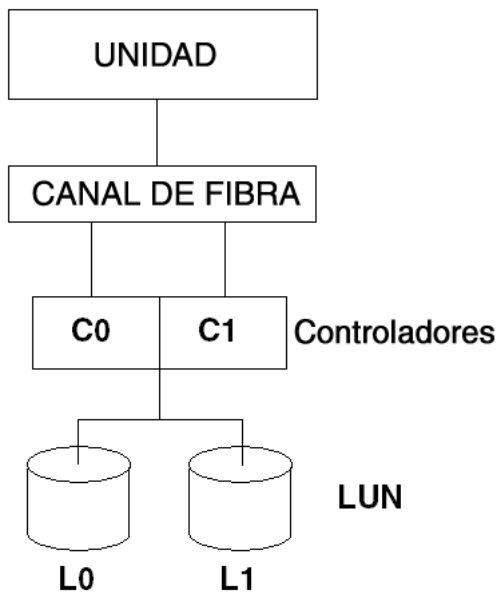 UNIDAD
CANAL DE FIBRA
C0
C1
Controladores
LUN
L0
L1